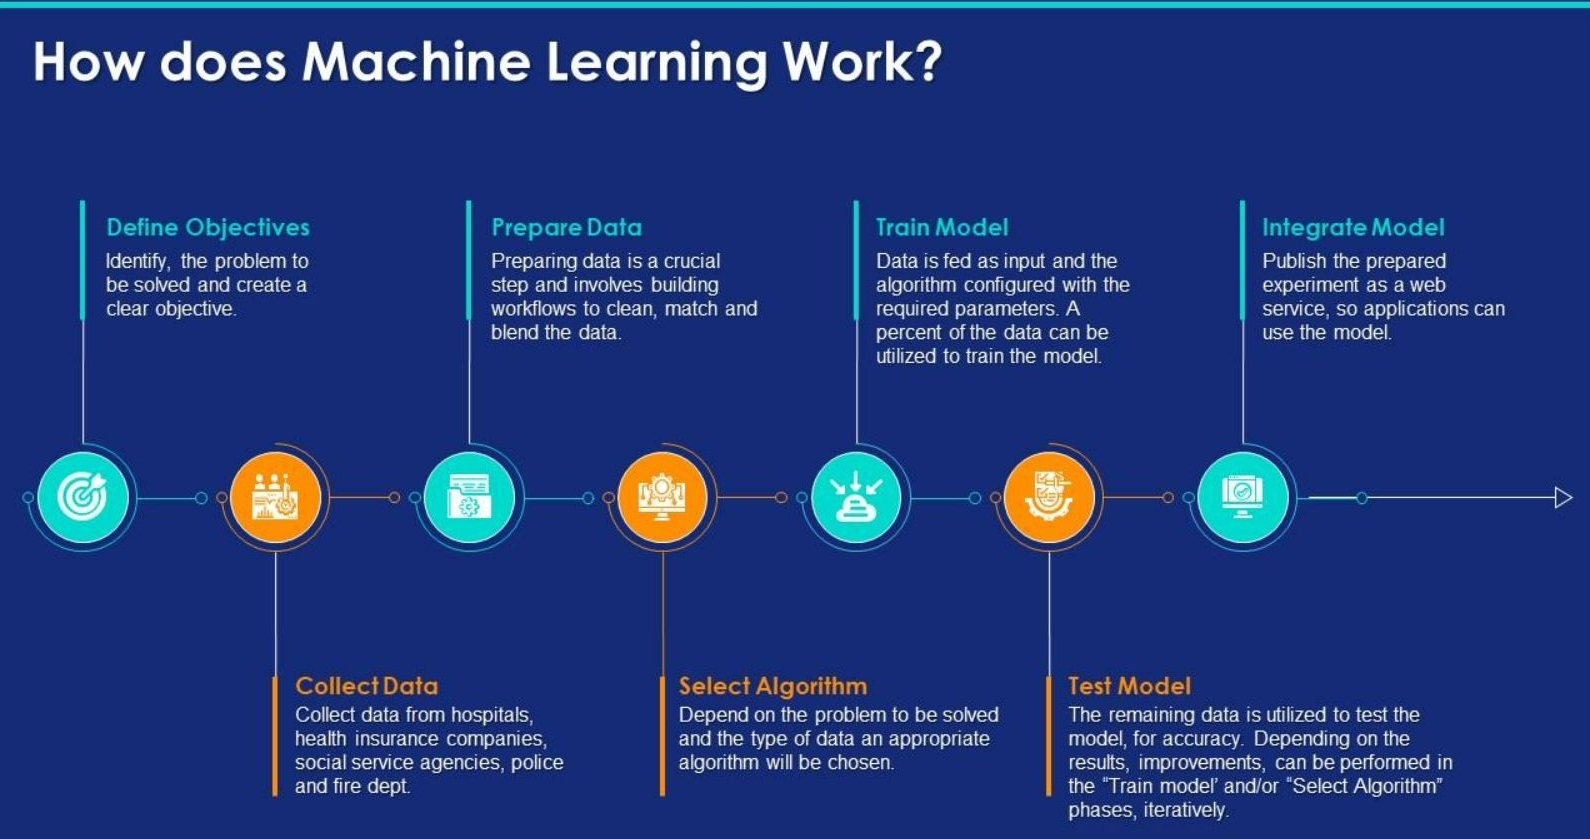 How does Machine Learning Work?
Define Objectives
Identify, the problem to
be solved and create a
clear objective.
Collect Data
Collect data from hospitals,
health insurance companies,
social service agencies, police
and fire dept.
Prepare Data
Preparing data is a crucial
step and involves building
workflows to clean, match and
blend the data.
Select Algorithm
Depend on the problem to be solved
and the type of data an appropriate
algorithm will be chosen.
Train Model
Data is fed as input and the
algorithm configured with the
required parameters. A
percent of the data can be
utilized to train the model.
Test Model
The remaining data is utilized to test the
model, for accuracy. Depending on the
results, improvements, can be performed in
the “Train model’ and/or “Select Algorithm”
phases, iteratively.
Integrate Model
Publish the prepared
experiment as a web
service, so applications can
use the model.